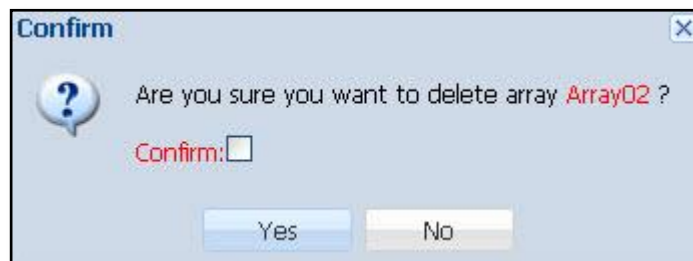 Confirm
Are you sure you want to delete array Array02 ?
Confirm:
Yes
No